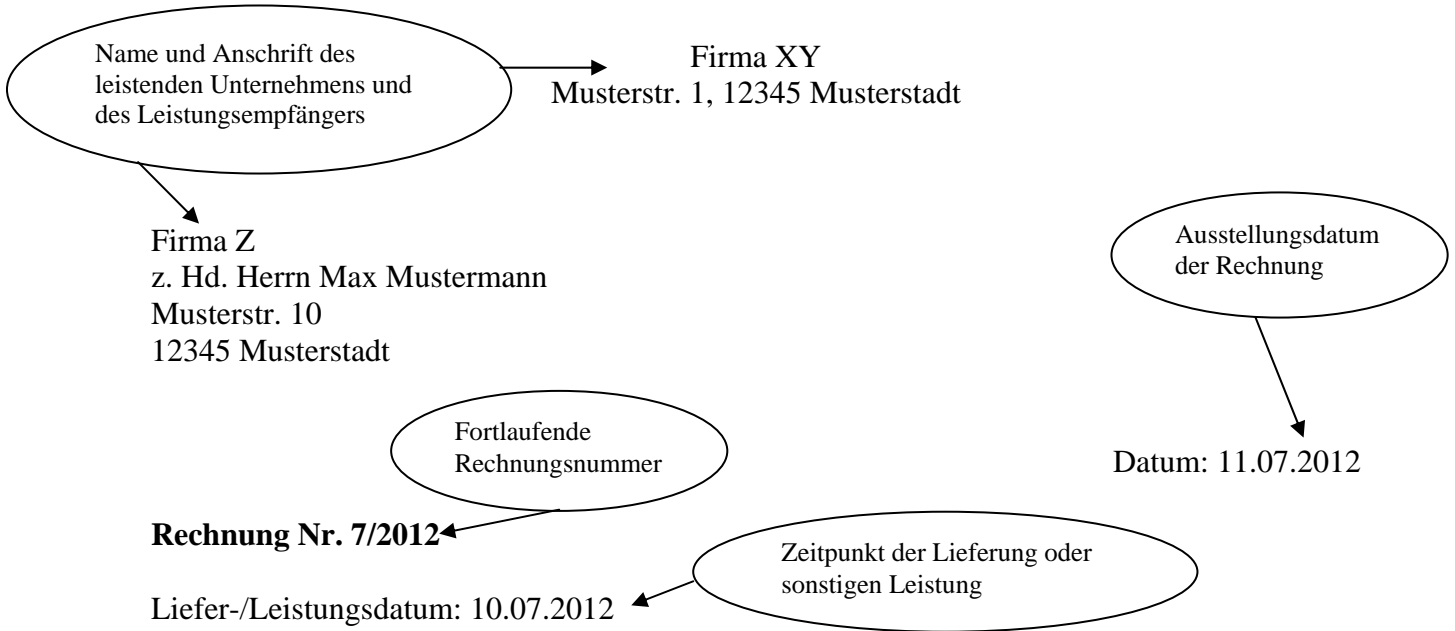 Name und Anschrift des
leistenden Unternehmens und
des Leistungsempfängers
Firma XY
Musterstr. 1, 12345 Musterstadt
Firma Z
z. Hd. Herrn Max Mustermann
Musterstr. 10
12345 Musterstadt
Ausstellungsdatum
der Rechnung
Fortlaufende
Rechnungsnummer
Datum: 11.07.2012
Rechnung Nr. 7/2012
Zeitpunkt der Lieferung oder
sonstigen Leistung
Liefer-/Leistungsdatum: 10.07.2012